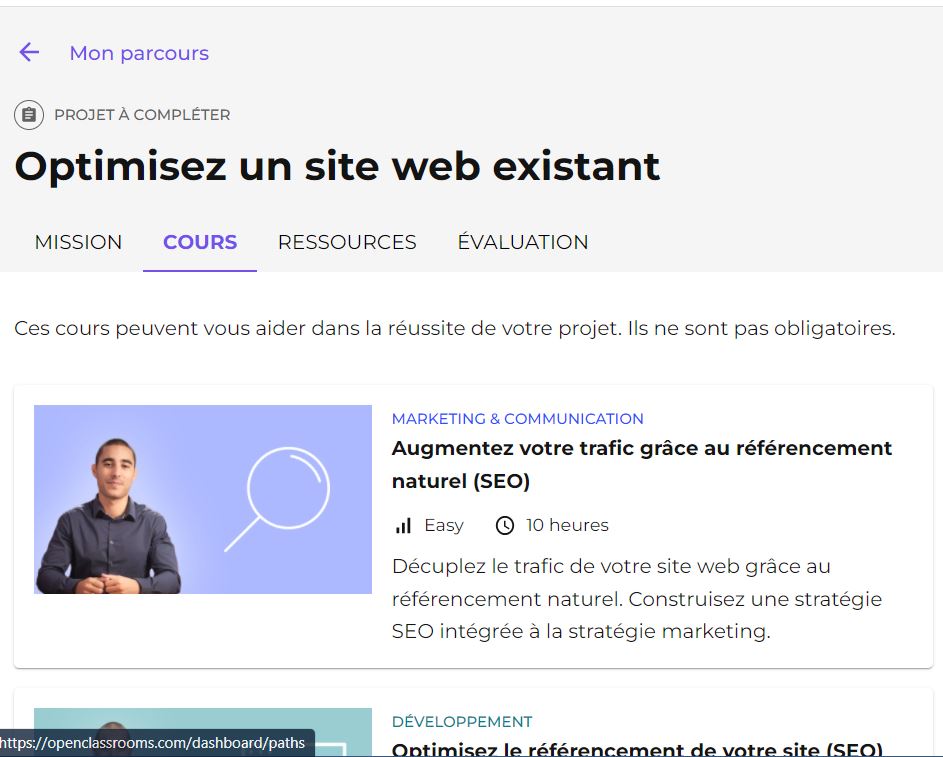 Mon parcours
PROJET À COMPLÉTER
Optimisez un site web existant
MISSION COURS RESSOURCES ÉVALUATION
Ces cours peuvent vous aider dans la réussite de votre projet. Ils ne sont pas obligatoires.
MARKETING & COMMUNICATION
Augmentez votre trafic grâce au référencement
naturel (SEO)
Easy 10 heures
Décuplez le trafic de votre site web grâce au
référencement naturel. Construisez une stratégie
SEO intégrée à la stratégie marketing.
DÉVELOPPEMENT
Optimisez le référencement de votre site (SEO)
https://openclassrooms.com/dashboard/paths